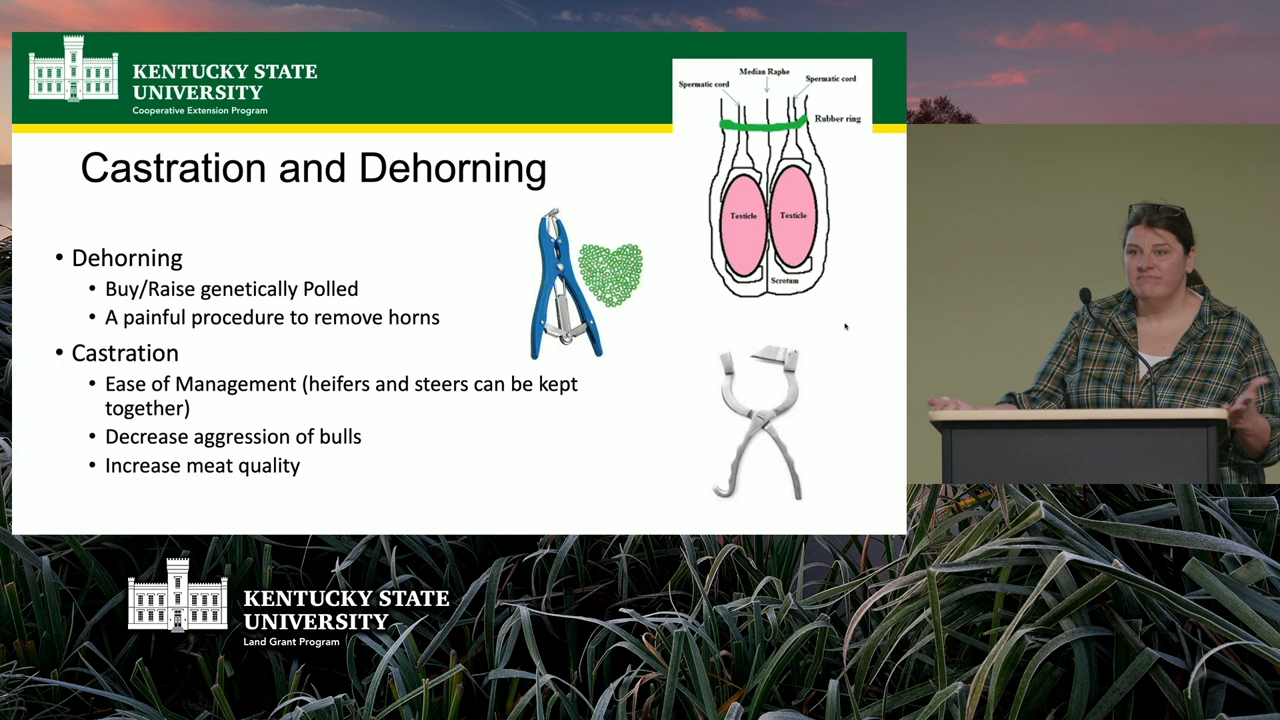 KENTUCKY STATE
UNIVERSITY
Cooperative Extension Program
Median Raphe
Spermatic cord
Spermatic cord
Rubber ring
Testicle
Testicle
Scrotum
Castration and Dehorning
• Dehorning
• Buy/Raise genetically Polled
• A painful procedure to remove horns
• Castration
• Ease of Management (heifers and steers can be kept
together)
• Decrease aggression of bulls
• Increase meat quality
KENTUCKY STATE
UNIVERSITY
Land Grant Program